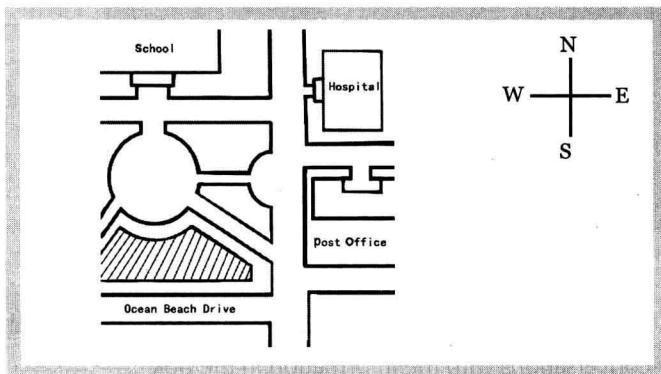 School
Hospital
N
W E
S
Post Office
Ocean Beach Drive